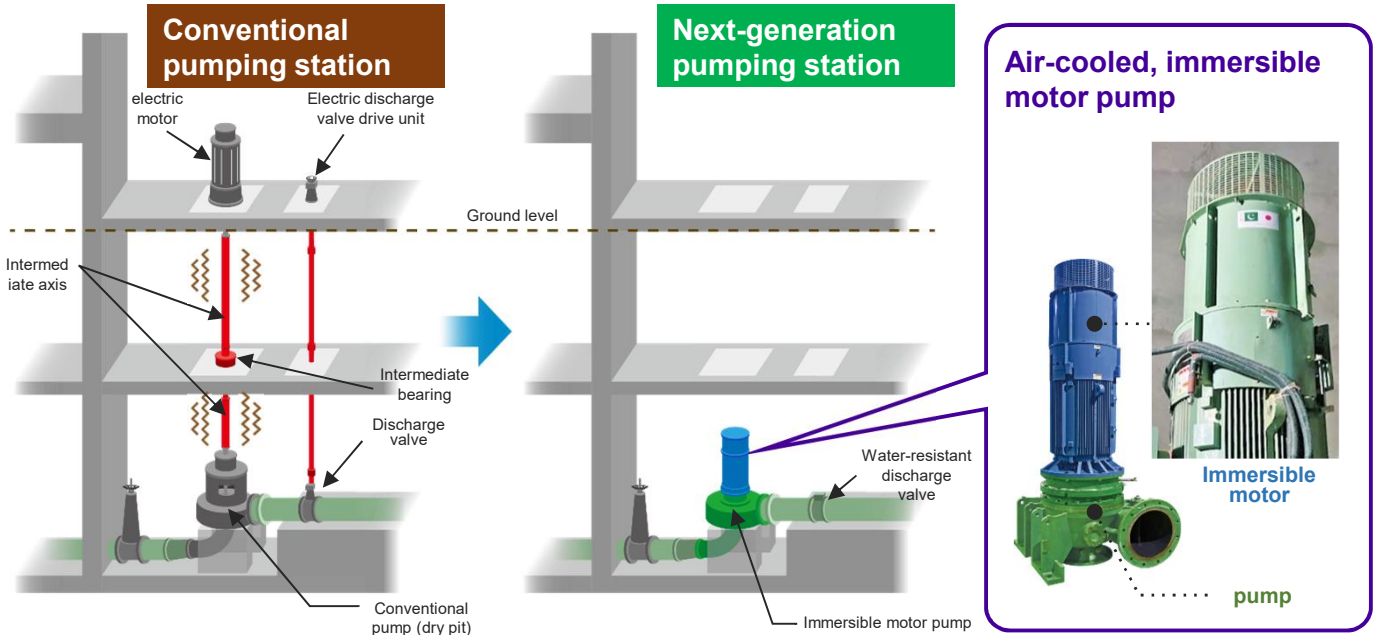 Conventional
pumping station
Next-generation
pumping station
Air-cooled, immersible
motor pump
electric
motor
Electric discharge
valve drive unit
Ground level
Intermed
iate axis
Intermediate
bearing
Discharge
valve
Conventional
pump (dry pit)
Water-resistant
discharge
valve
Immersible motor pump
Immersible
motor
pump